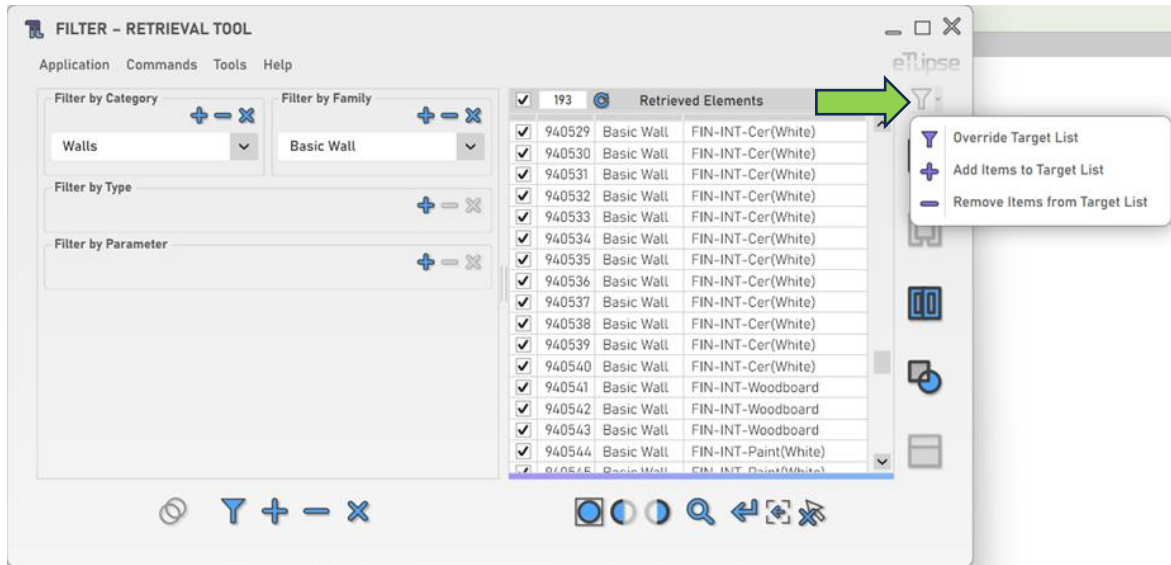 FILTER – RETRIEVAL TOOL
Application Commands Tools Help
eTLipse
Filter by Category
Filter by Family
Walls
Basic Wall
Filter by Type
Filter by Parameter
193 Retrieved Elements
940529 Basic Wall FIN-INT-Cer(White)
940530 Basic Wall FIN-INT-Cer(White)
940531 Basic Wall FIN-INT-Cer(White)
940532 Basic Wall FIN-INT-Cer(White)
940533 Basic Wall FIN-INT-Cer(White)
940534 Basic Wall FIN-INT-Cer(White)
940535 Basic Wall FIN-INT-Cer(White)
940536 Basic Wall FIN-INT-Cer(White)
940537 Basic Wall FIN-INT-Cer(White)
940538 Basic Wall FIN-INT-Cer(White)
940539 Basic Wall FIN-INT-Cer(White)
940540 Basic Wall FIN-INT-Cer(White)
940541 Basic Wall FIN-INT-Woodboard
940542 Basic Wall FIN-INT-Woodboard
940543 Basic Wall FIN-INT-Woodboard
940544 Basic Wall FIN-INT-Paint(White)
940545 Basic Wall FIN-INT-Paint(White)
Override Target List
Add Items to Target List
Remove Items from Target List